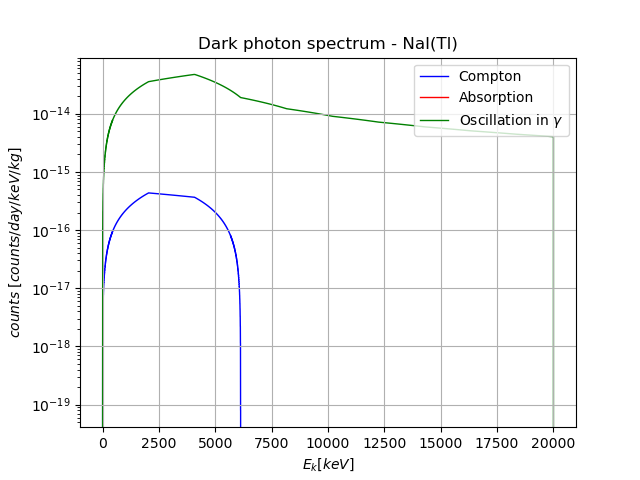 Dark photon spectrum - NaI(Tl)
Compton
Absorption
Oscillation in γ
10⁻¹⁴
10⁻¹⁵
10⁻¹⁶
10⁻¹⁷
10⁻¹⁸
10⁻¹⁹
counts [counts/day/keV/kg]
0 2500 5000 7500 10000 12500 15000 17500 20000
E_k[keV]